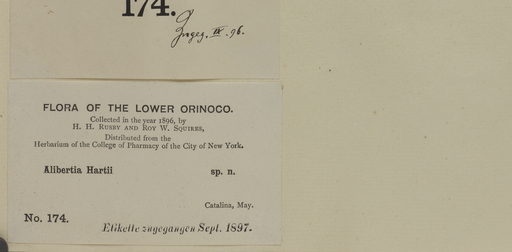 174.
Zugeg. IX. 96.
FLORA OF THE LOWER ORINOCO.
Collected in the year 1896, by
H. H. RUSBY AND ROY W. SQUIRES,
Distributed from the
Herbarium of the College of Pharmacy of the City of New York.
Alibertia Hartii sp. n.
Catalina, May.
No. 174.
Etikette zugegangen Sept. 1897.